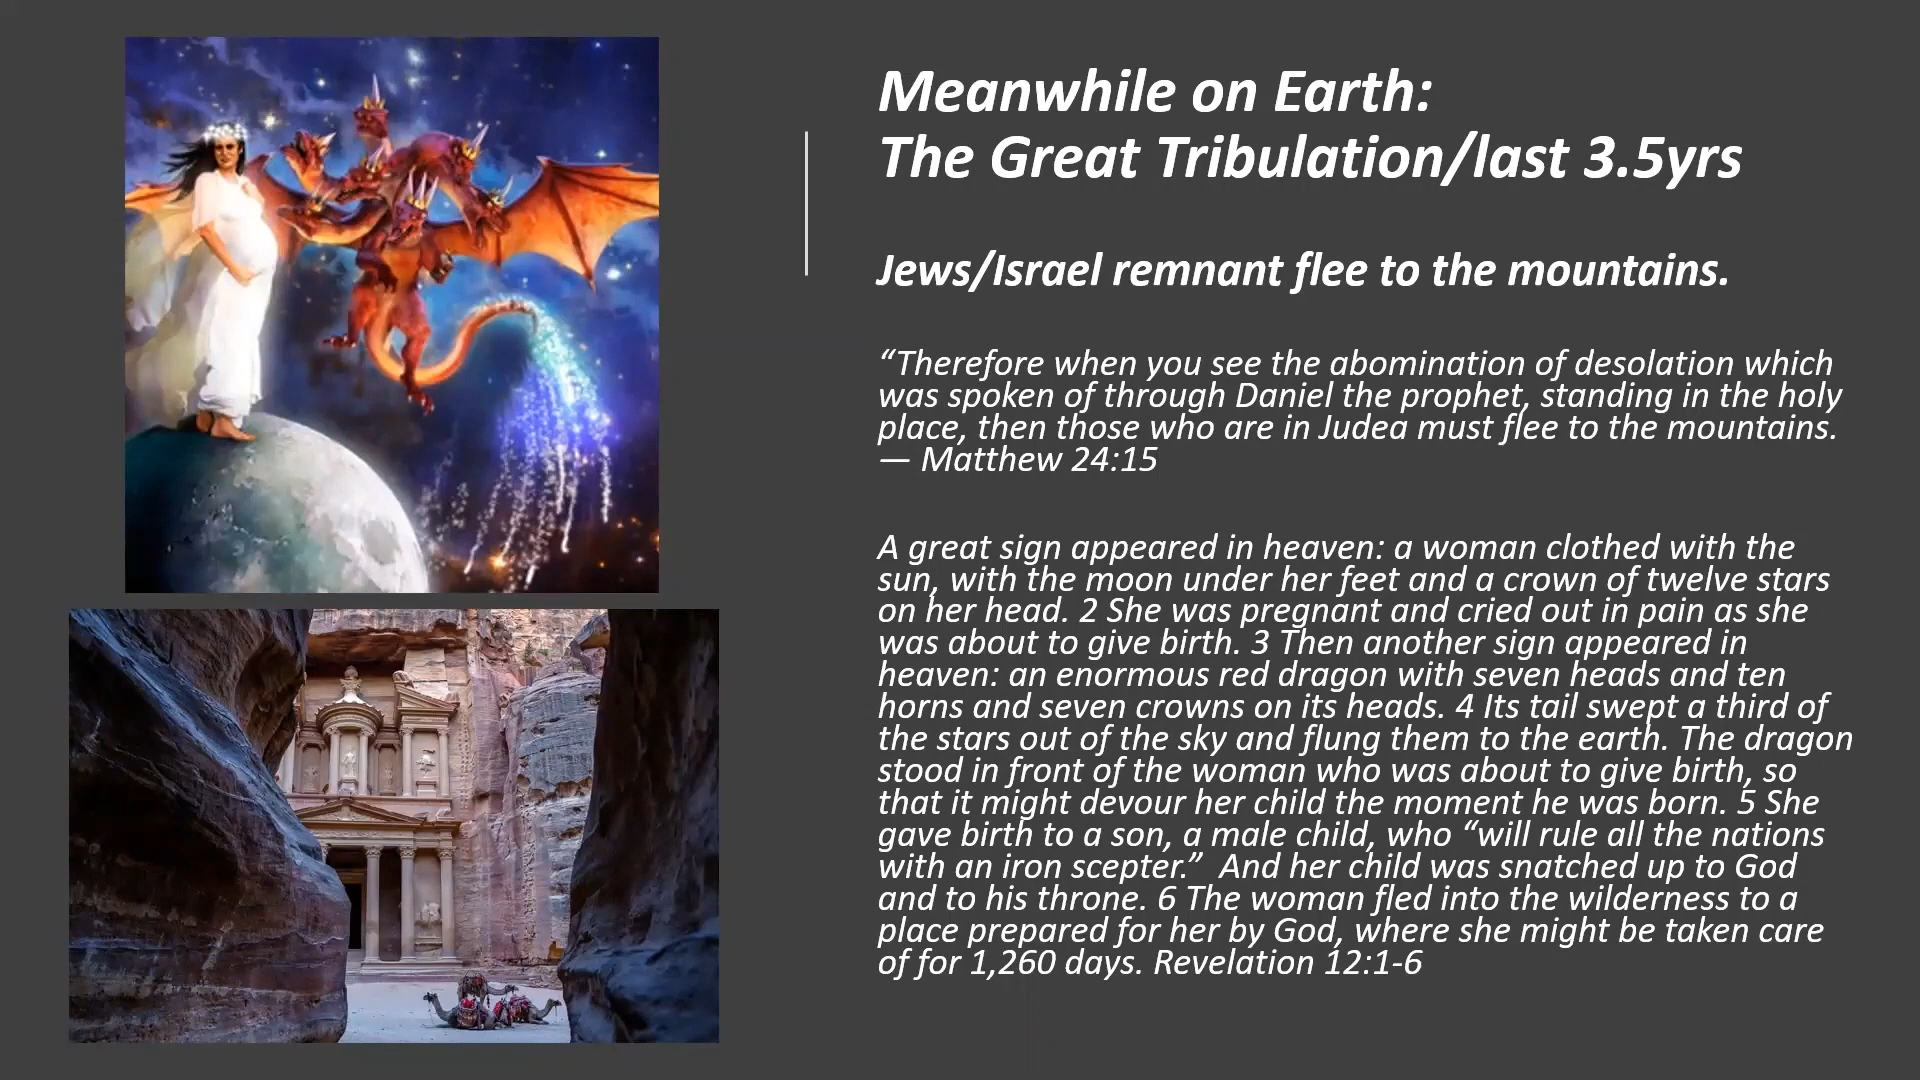 Meanwhile on Earth:
The Great Tribulation/last 3.5yrs
Jews/Israel remnant flee to the mountains.
“Therefore when you see the abomination of desolation which
was spoken of through Daniel the prophet, standing in the holy
place, then those who are in Judea must flee to the mountains.
— Matthew 24:15
A great sign appeared in heaven: a woman clothed with the
sun, with the moon under her feet and a crown of twelve stars
on her head. 2 She was pregnant and cried out in pain as she
was about to give birth. 3 Then another sign appeared in
heaven: an enormous red dragon with seven heads and ten
horns and seven crowns on its heads. 4 Its tail swept a third of
the stars out of the sky and flung them to the earth. The dragon
stood in front of the woman who was about to give birth, so
that it might devour her child the moment he was born. 5 She
gave birth to a son, a male child, who “will rule all the nations
with an iron scepter.”  And her child was snatched up to God
and to his throne. 6 The woman fled into the wilderness to a
place prepared for her by God, where she might be taken care
of for 1,260 days. Revelation 12:1-6